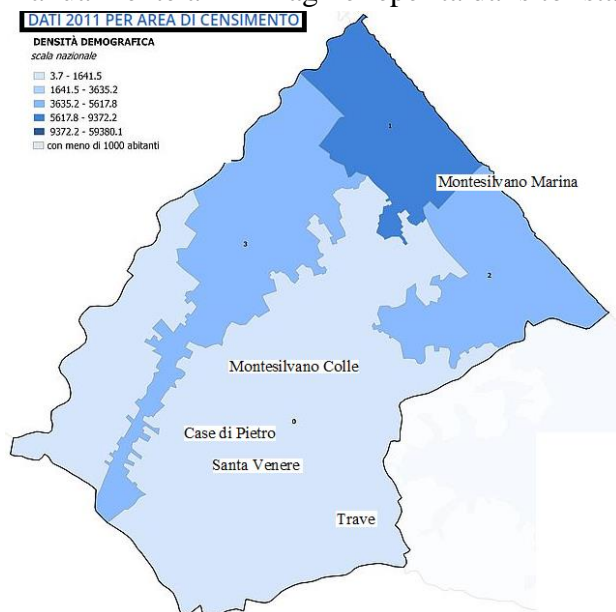 DATI 2011 PER AREA DI CENSIMENTO
DENSITÀ DEMOGRAFICA
scala nazionale
3.7 - 1641.5
1641.5 - 3635.2
3635.2 - 5617.8
5617.8 - 9372.2
9372.2 - 59380.1
con meno di 1000 abitanti
1
Montesilvano Marina
3
2
Montesilvano Colle
0
Case di Pietro
Santa Venere
Trave